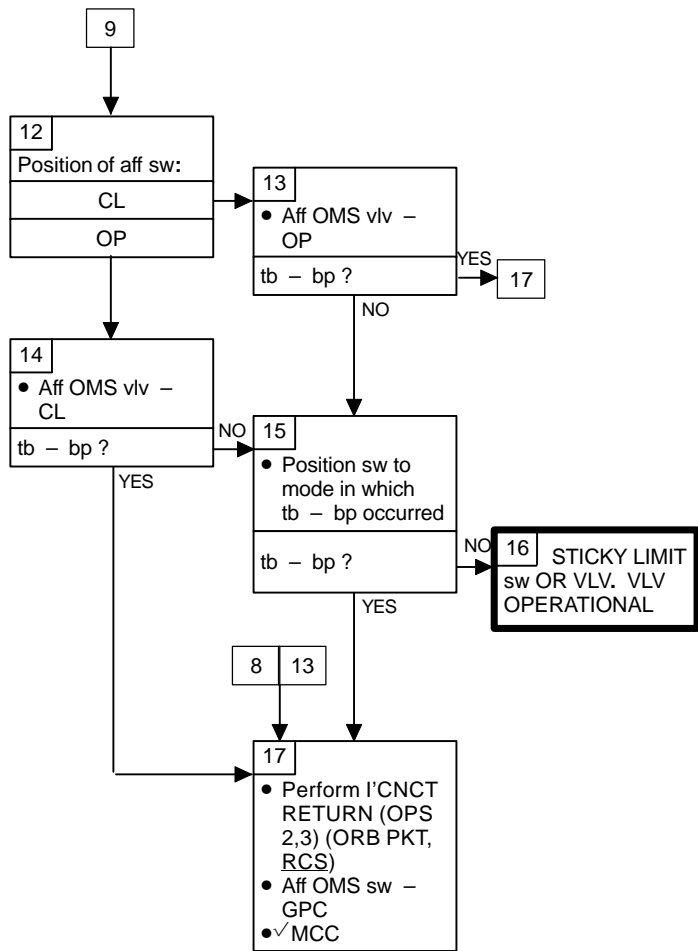 9
12
Position of aff sw:
CL
OP
13
● Aff OMS vlv –
OP
tb – bp ?
YES
17
NO
14
● Aff OMS vlv –
CL
tb – bp ?
NO
YES
15
● Position sw to
mode in which
tb – bp occurred
tb – bp ?
NO
YES
16
STICKY LIMIT
sw OR VLV. VLV
OPERATIONAL
8 13
17
● Perform I'CNCT
RETURN (OPS
2,3) (ORB PKT,
RCS)
● Aff OMS sw –
GPC
● √MCC